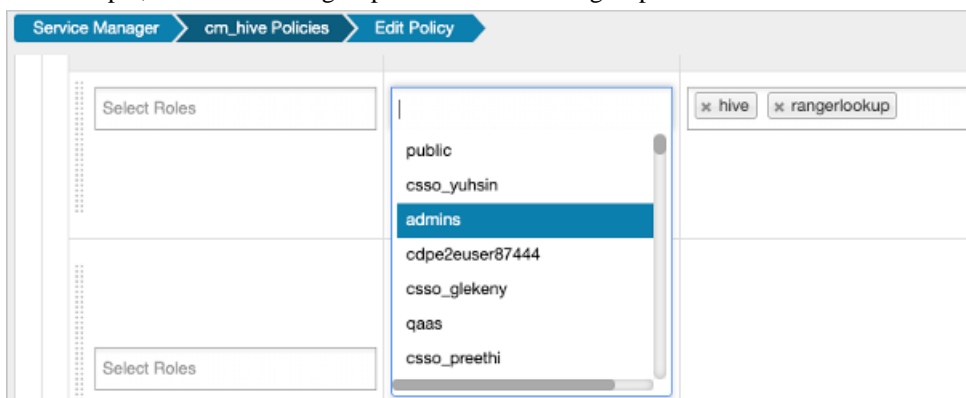 Service Manager cm_hive Policies Edit Policy
Select Roles
x hive x rangerlookup
public
csso_yuhsin
admins
cdpe2euser87444
csso_glekeny
qaas
csso_preethi
Select Roles